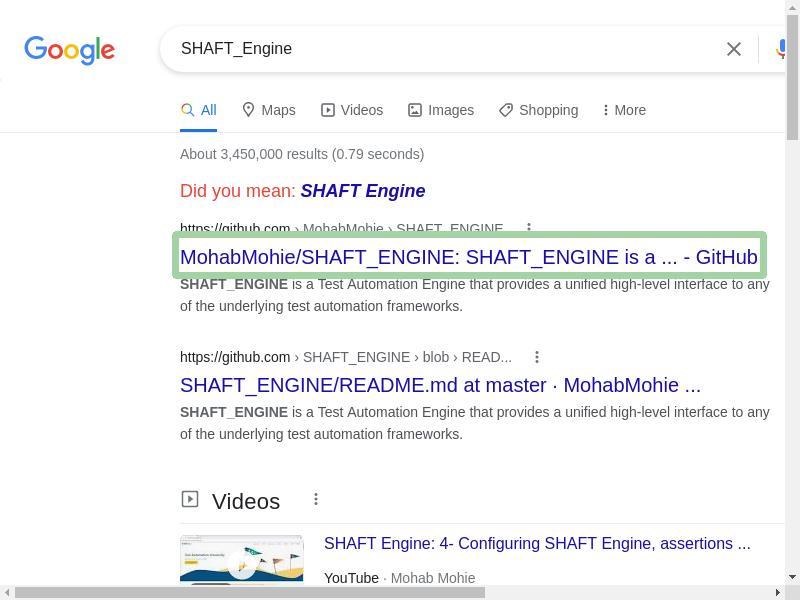 Google
SHAFT_Engine
All
Maps
Videos
Images
Shopping
More
About 3,450,000 results (0.79 seconds)
Did you mean: SHAFT Engine
https://github.com › MohabMohie › SHAFT_ENGINE
MohabMohie/SHAFT_ENGINE: SHAFT_ENGINE is a ... - GitHub
SHAFT_ENGINE is a Test Automation Engine that provides a unified high-level interface to any
of the underlying test automation frameworks.
https://github.com › SHAFT_ENGINE › blob › READ...
SHAFT_ENGINE/README.md at master · MohabMohie ...
SHAFT_ENGINE is a Test Automation Engine that provides a unified high-level interface to any
of the underlying test automation frameworks.
Videos
SHAFT Engine: 4- Configuring SHAFT Engine, assertions ...
YouTube · Mohab Mohie